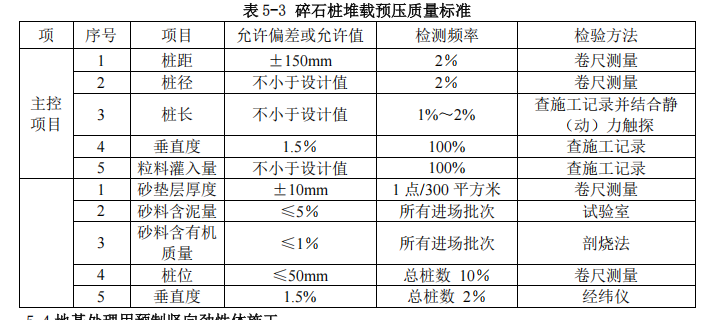 表 5-3 碎石桩堆载预压质量标准
项 序号 项目 允许偏差或允许值 检测频率 检验方法
主控项目
1 桩距 ±150mm 2% 卷尺测量
2 桩径 不小于设计值 2% 卷尺测量
3 桩长 不小于设计值 1%～2% 查施工记录并结合静
（动）力触探
4 垂直度 1.5% 100% 查施工记录
5 粒料灌入量 不小于设计值 100% 查施工记录
1 砂垫层厚度 ±10mm 1 点/300 平方米 卷尺测量
2 砂料含泥量 ≤5% 所有进场批次 试验室
3 砂料含有机
质量 ≤1% 所有进场批次 剖烧法
4 桩位 ≤50mm 总桩数 10% 卷尺测量
5 垂直度 1.5% 总桩数 2% 经纬仪